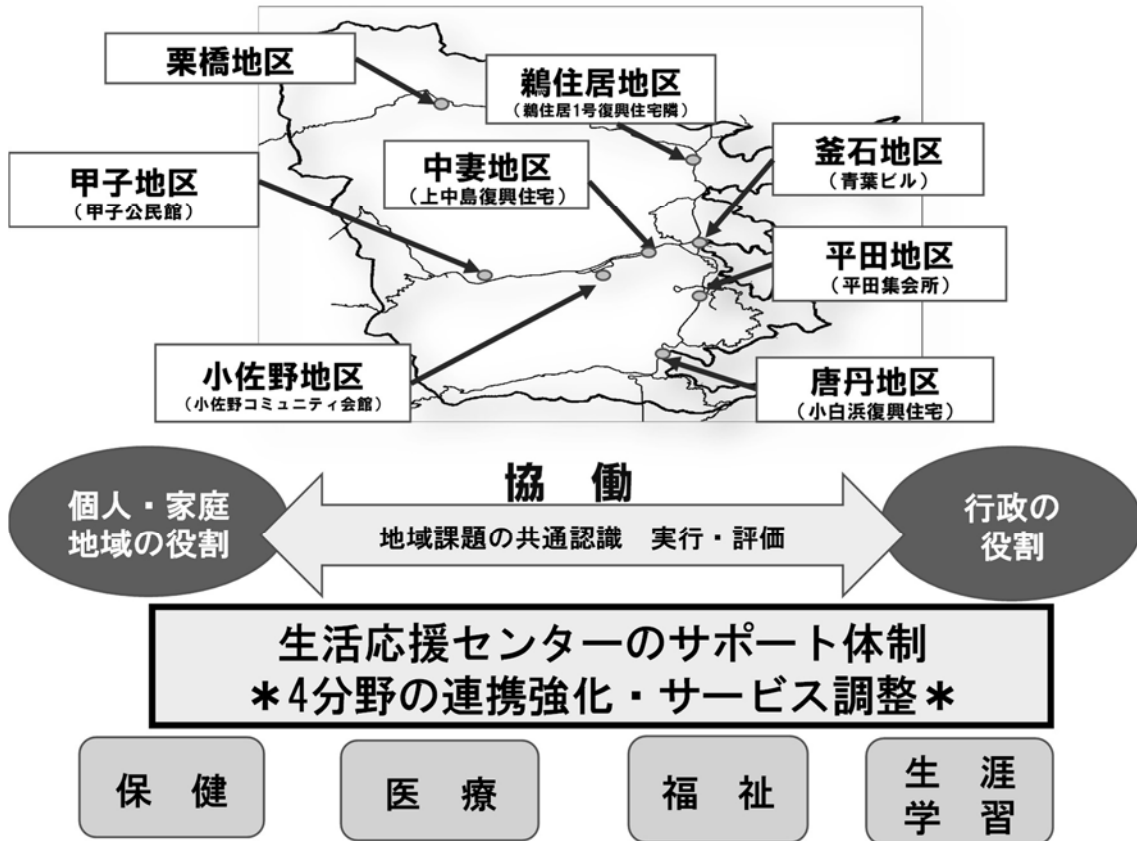 栗橋地区
鵜住居地区
(鵜住居1号復興住宅隣)
釜石地区
(青葉ビル)
中妻地区
(上中島復興住宅)
甲子地区
(甲子公民館)
平田地区
(平田集会所)
小佐野地区
(小佐野コミュニティ会館)
唐丹地区
(小白浜復興住宅)
協 働
個人・家庭
地域の役割
地域課題の共通認識 実行・評価
行政の
役割
生活応援センターのサポート体制
*4分野の連携強化・サービス調整*
保 健
医 療
福 祉
生 涯
学 習